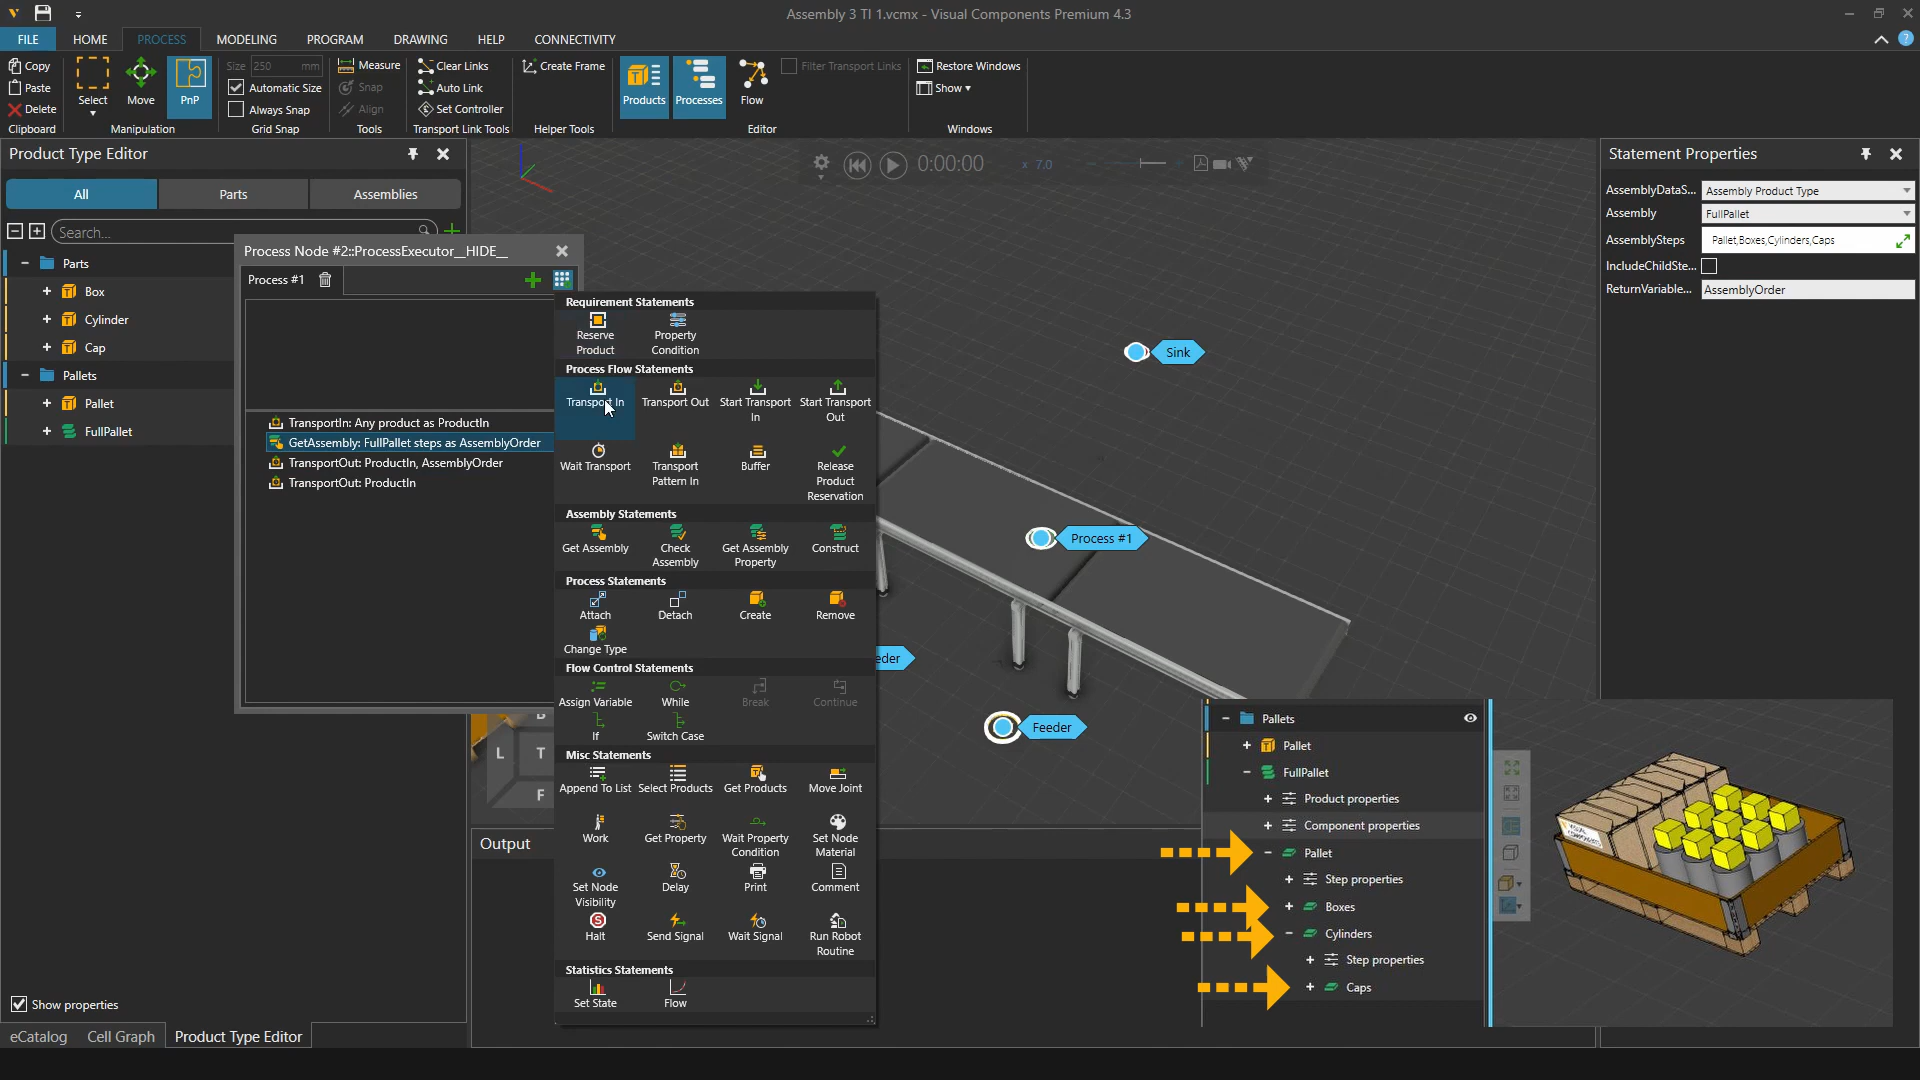 Assembly 3 TI 1.vcmx - Visual Components Premium 4.3
FILE HOME PROCESS MODELING PROGRAM DRAWING HELP CONNECTIVITY
Copy
Paste
Delete
Clipboard
Select
Move
PnP
Manipulation
Size 250 mm
Automatic Size
Always Snap
Grid Snap
Measure
Snap
Align
Tools
Clear Links
Auto Link
Set Controller
Transport Link Tools
Create Frame
Helper Tools
Products
Processes
Flow
Filter Transport Links
Editor
Restore Windows
Show
Windows
Product Type Editor
All Parts Assemblies
Search...
Parts
Box
Cylinder
Cap
Pallets
Pallet
FullPallet
Show properties
eCatalog Cell Graph Product Type Editor
Process Node #2::ProcessExecutor__HIDE__
Process #1
TransportIn: Any product as ProductIn
GetAssembly: FullPallet steps as AssemblyOrder
TransportOut: ProductIn, AssemblyOrder
TransportOut: ProductIn
Requirement Statements
Reserve Product
Property Condition
Process Flow Statements
Transport In
Transport Out
Start Transport In
Start Transport Out
Wait Transport
Transport Pattern In
Buffer
Release Product Reservation
Assembly Statements
Get Assembly
Check Assembly
Get Assembly Property
Construct
Process Statements
Attach
Detach
Create
Remove
Change Type
Flow Control Statements
Assign Variable
While
Break
Continue
If
Switch Case
Misc Statements
Append To List
Select Products
Get Products
Move Joint
Work
Get Property
Wait Property Condition
Set Node Material
Set Node Visibility
Delay
Print
Comment
Halt
Send Signal
Wait Signal
Run Robot Routine
Statistics Statements
Set State
Flow
0:00:00
x 7.0
Sink
Process #1
eder
Feeder
L T
F
Output
Statement Properties
AssemblyDataS... Assembly Product Type
Assembly FullPallet
AssemblySteps Pallet,Boxes,Cylinders,Caps
IncludeChildSte...
ReturnVariable... AssemblyOrder
Pallets
Pallet
FullPallet
Product properties
Component properties
Pallet
Step properties
Boxes
Cylinders
Step properties
Caps